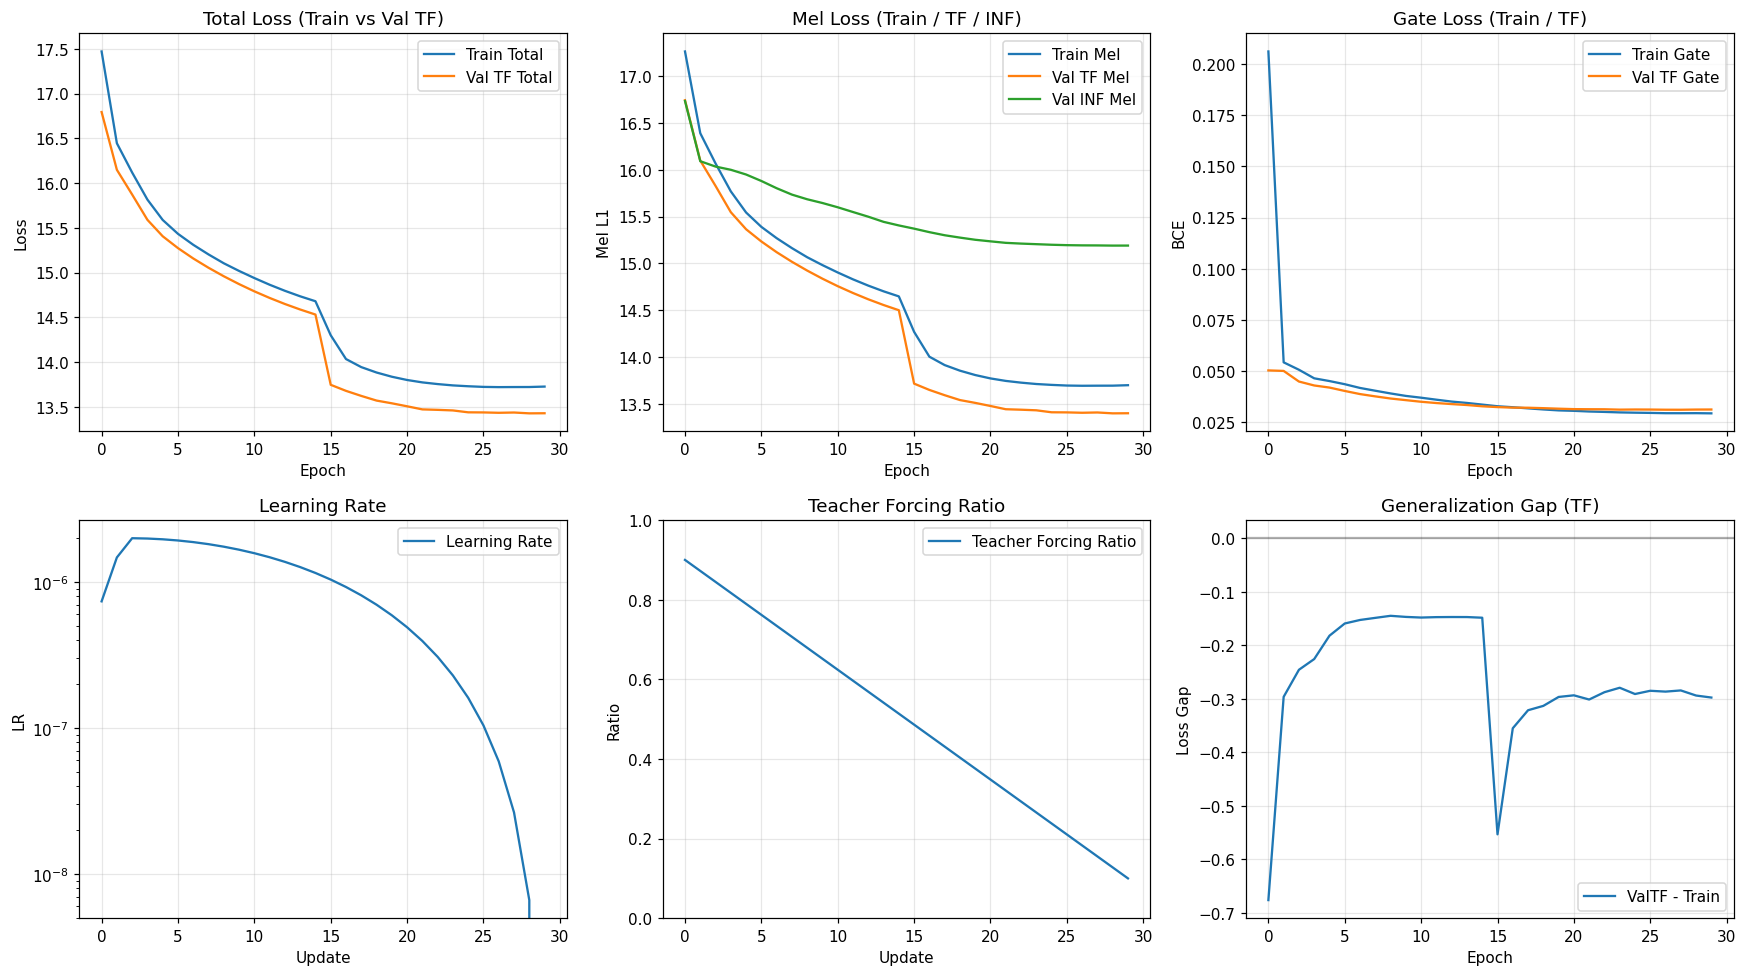 Total Loss (Train vs Val TF)
Train Total
Val TF Total
17.5
17.0
16.5
16.0
15.5
15.0
14.5
14.0
13.5
Loss
0 5 10 15 20 25 30
Epoch
Mel Loss (Train / TF / INF)
Train Mel
Val TF Mel
Val INF Mel
17.0
16.5
16.0
15.5
15.0
14.5
14.0
13.5
Mel L1
0 5 10 15 20 25 30
Epoch
Gate Loss (Train / TF)
Train Gate
Val TF Gate
0.200
0.175
0.150
0.125
0.100
0.075
0.050
0.025
BCE
0 5 10 15 20 25 30
Epoch
Learning Rate
Learning Rate
10⁻⁶
10⁻⁷
10⁻⁸
LR
0 5 10 15 20 25 30
Update
Teacher Forcing Ratio
Teacher Forcing Ratio
1.0
0.8
0.6
0.4
0.2
0.0
Ratio
0 5 10 15 20 25 30
Update
Generalization Gap (TF)
0.0
−0.1
−0.2
−0.3
−0.4
−0.5
−0.6
−0.7
Loss Gap
ValTF - Train
0 5 10 15 20 25 30
Epoch